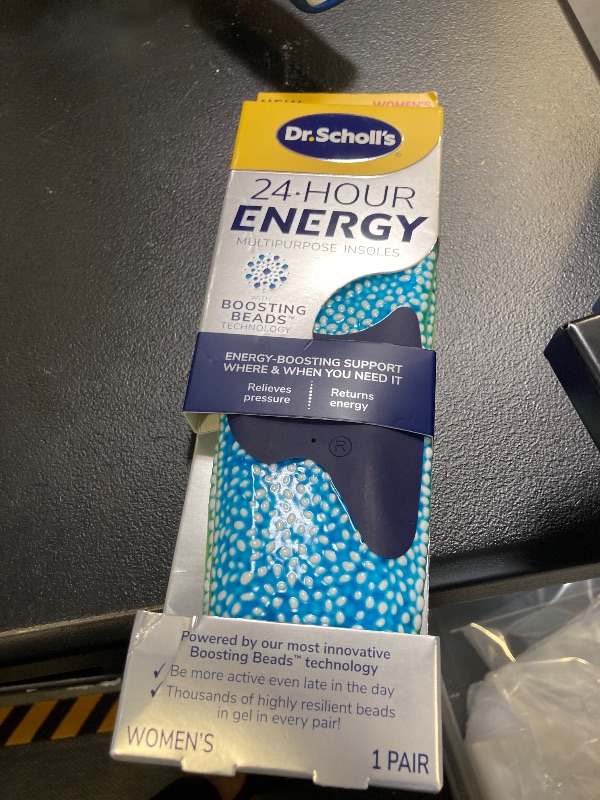 NEW
WOMEN'S
Dr.Scholl's
®
24·HOUR
ENERGY
MULTIPURPOSE INSOLES
WITH
BOOSTING
BEADS™
TECHNOLOGY
ENERGY-BOOSTING SUPPORT
WHERE & WHEN YOU NEED IT
Relieves
pressure
Returns
energy
®
Powered by our most innovative
Boosting Beads™ technology
✓ Be more active even late in the day
✓ Thousands of highly resilient beads
in gel in every pair!
WOMEN'S
1 PAIR